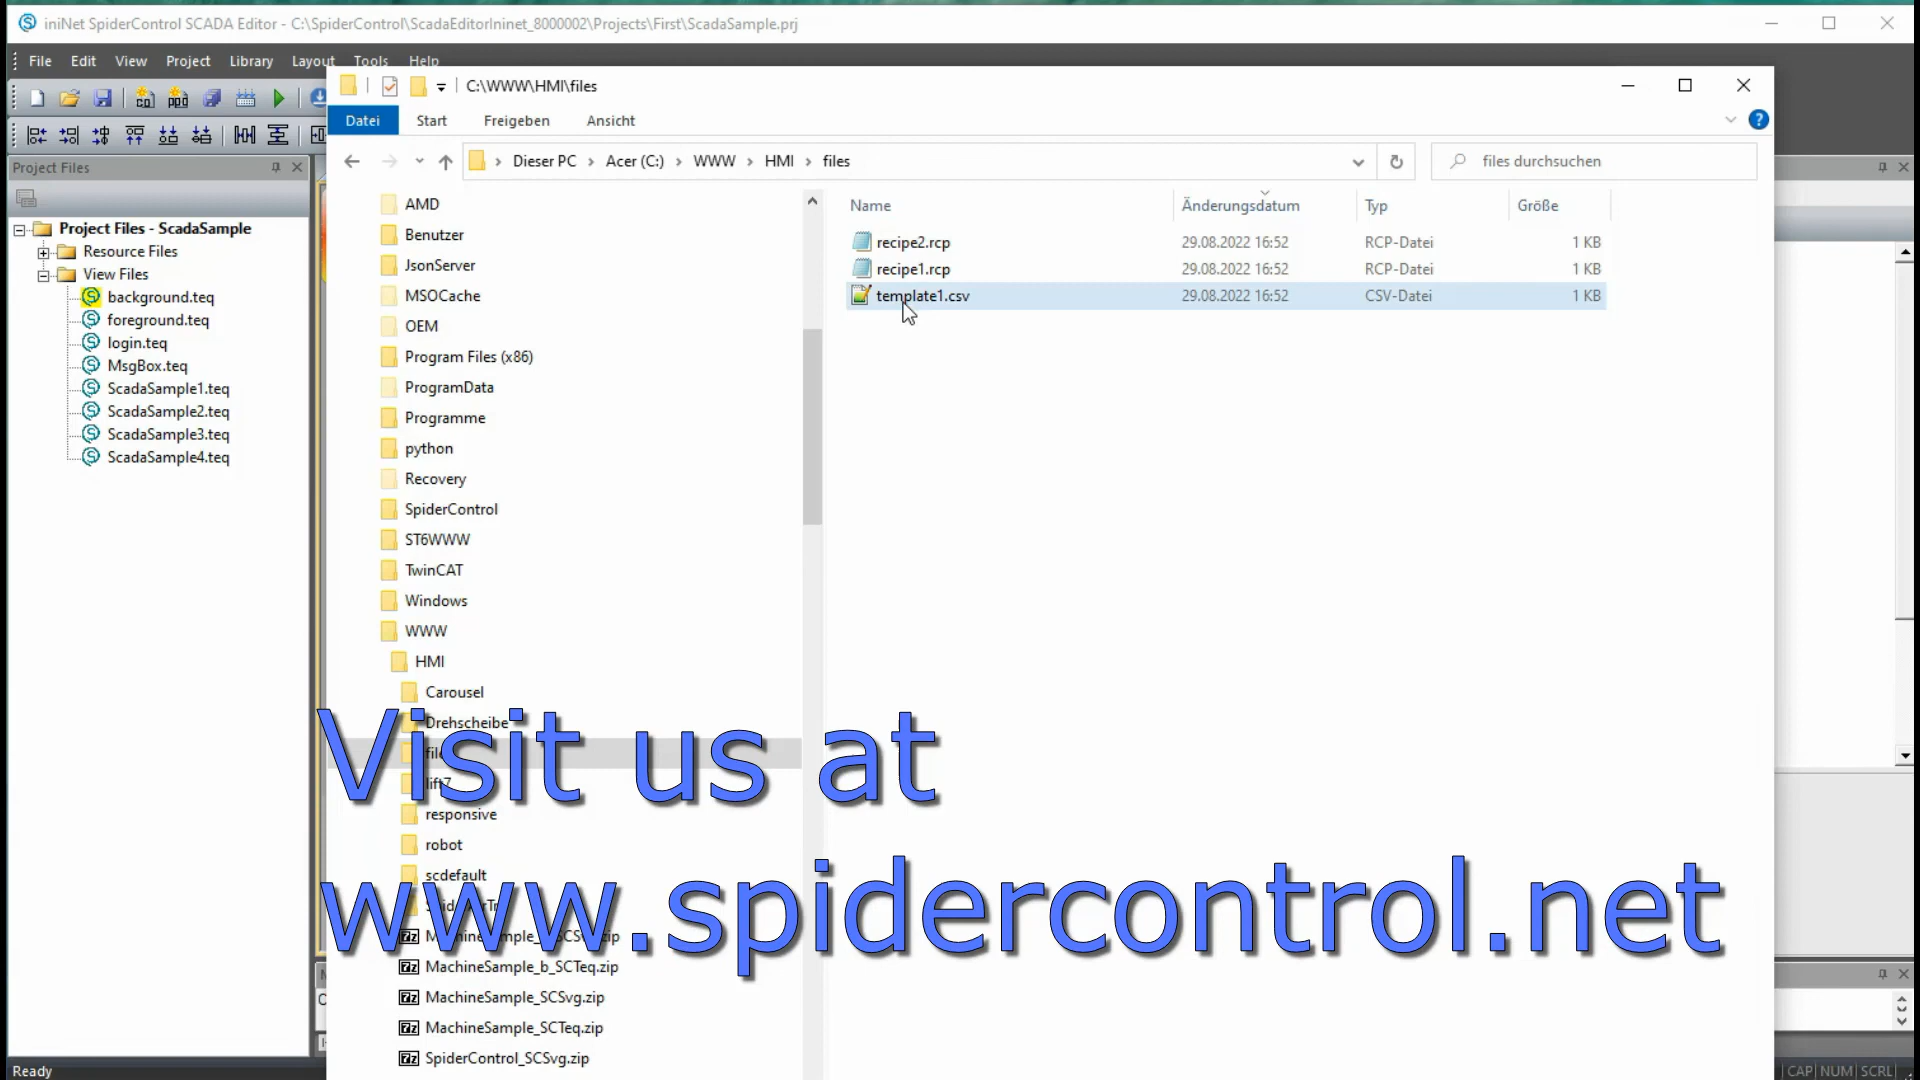 iniNet SpiderControl SCADA Editor - C:\SpiderControl\ScadaEditorIninet_8000002\Projects\First\ScadaSample.prj
File Edit View Project Library Layout Tools Help
C:\WWW\HMI\files
Datei Start Freigeben Ansicht
Dieser PC > Acer (C:) > WWW > HMI > files
files durchsuchen
Project Files
Project Files - ScadaSample
Resource Files
View Files
background.teq
foreground.teq
login.teq
MsgBox.teq
ScadaSample1.teq
ScadaSample2.teq
ScadaSample3.teq
ScadaSample4.teq
AMD
Benutzer
JsonServer
MSOCache
OEM
Program Files (x86)
ProgramData
Programme
python
Recovery
SpiderControl
ST6WWW
TwinCAT
Windows
WWW
HMI
Carousel
Drehscheibe
lift7
responsive
robot
scdefault
MachineSample_b_SCTeq.zip
MachineSample_SCSvg.zip
MachineSample_SCTeq.zip
SpiderControl_SCSvg.zip
Name Änderungsdatum Typ Größe
recipe2.rcp 29.08.2022 16:52 RCP-Datei 1 KB
recipe1.rcp 29.08.2022 16:52 RCP-Datei 1 KB
template1.csv 29.08.2022 16:52 CSV-Datei 1 KB
Visit us at
www.spidercontrol.net
Ready
CAP NUM SCRL